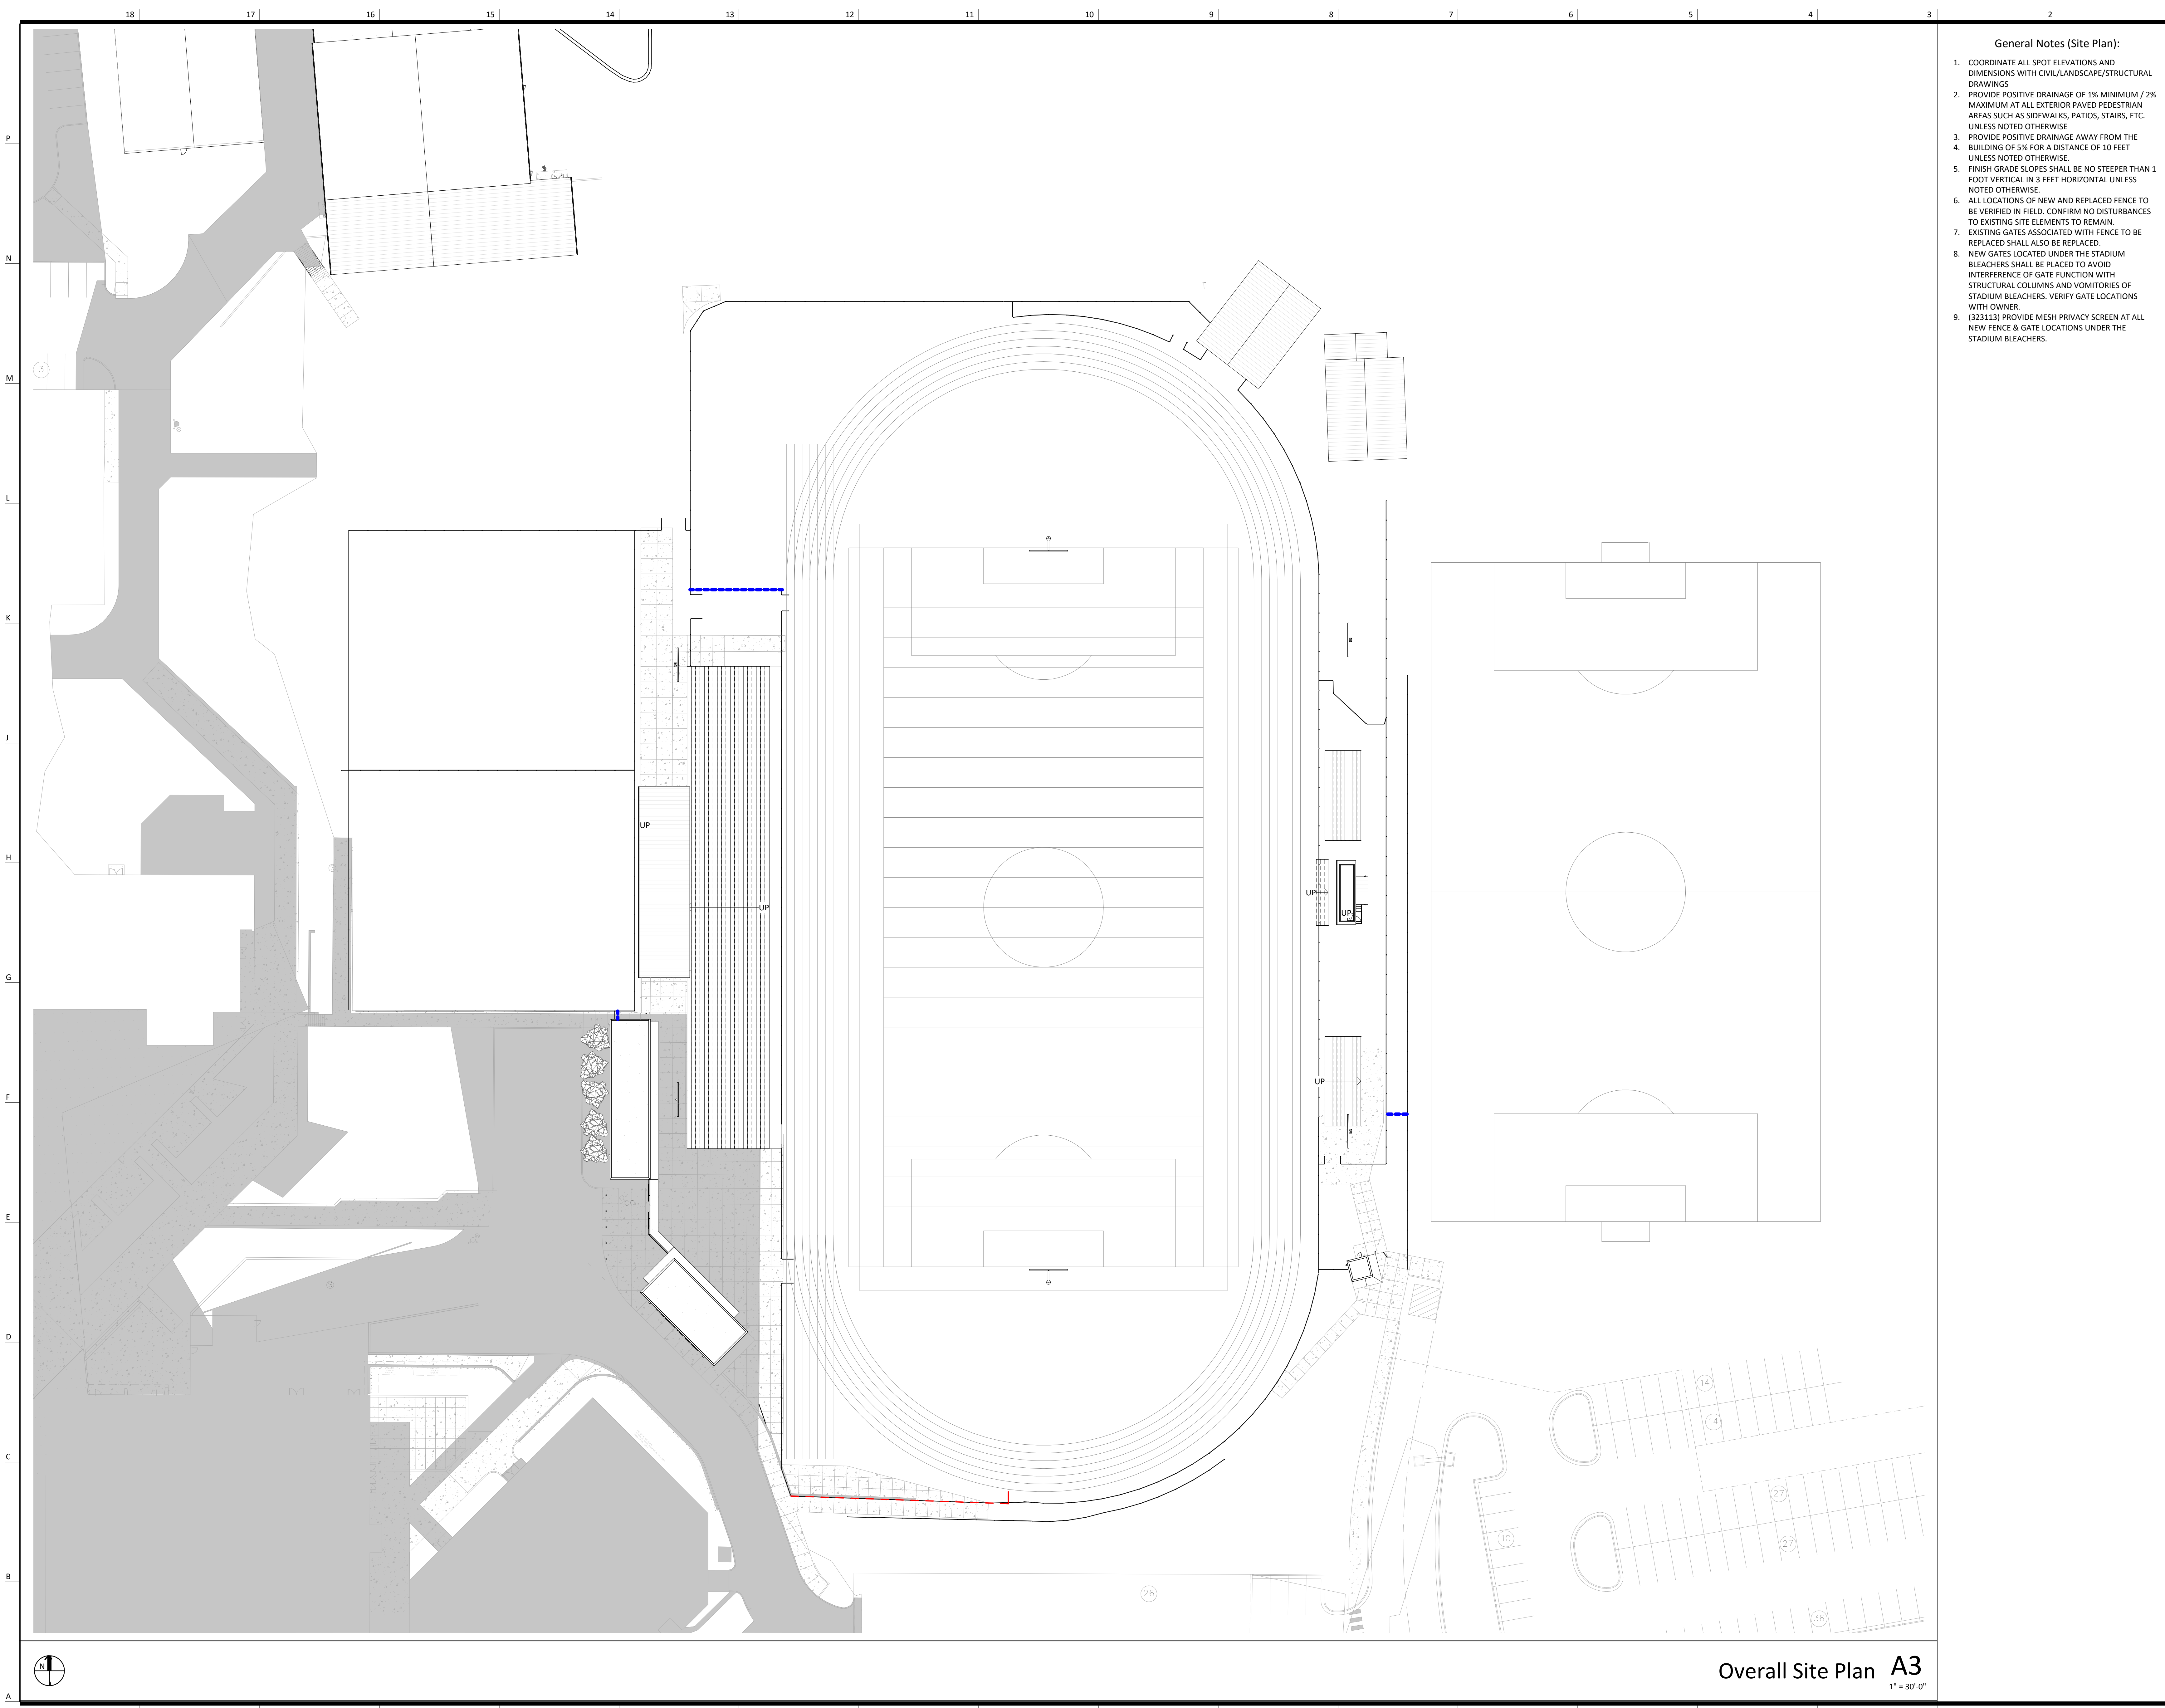 18 17 16 15 14 13 12 11 10 9 8 7 6 5 4 3 2
General Notes (Site Plan):
1. COORDINATE ALL SPOT ELEVATIONS AND
DIMENSIONS WITH CIVIL/LANDSCAPE/STRUCTURAL
DRAWINGS
2. PROVIDE POSITIVE DRAINAGE OF 1% MINIMUM / 2%
MAXIMUM AT ALL EXTERIOR PAVED PEDESTRIAN
AREAS SUCH AS SIDEWALKS, PATIOS, STAIRS, ETC.
UNLESS NOTED OTHERWISE
3. PROVIDE POSITIVE DRAINAGE AWAY FROM THE
4. BUILDING OF 5% FOR A DISTANCE OF 10 FEET
UNLESS NOTED OTHERWISE.
5. FINISH GRADE SLOPES SHALL BE NO STEEPER THAN 1
FOOT VERTICAL IN 3 FEET HORIZONTAL UNLESS
NOTED OTHERWISE.
6. ALL LOCATIONS OF NEW AND REPLACED FENCE TO
BE VERIFIED IN FIELD. CONFIRM NO DISTURBANCES
TO EXISTING SITE ELEMENTS TO REMAIN.
7. EXISTING GATES ASSOCIATED WITH FENCE TO BE
REPLACED SHALL ALSO BE REPLACED.
8. NEW GATES LOCATED UNDER THE STADIUM
BLEACHERS SHALL BE PLACED TO AVOID
INTERFERENCE OF GATE FUNCTION WITH
STRUCTURAL COLUMNS AND VOMITORIES OF
STADIUM BLEACHERS. VERIFY GATE LOCATIONS
WITH OWNER.
9. (323113) PROVIDE MESH PRIVACY SCREEN AT ALL
NEW FENCE & GATE LOCATIONS UNDER THE
STADIUM BLEACHERS.
P
N
M
3
L
K
J
UP
H
UP
UP
UP
G
F
UP
E
D
14
14
C
27
10
27
B
26
36
N
Overall Site Plan A3
1" = 30'-0"
A